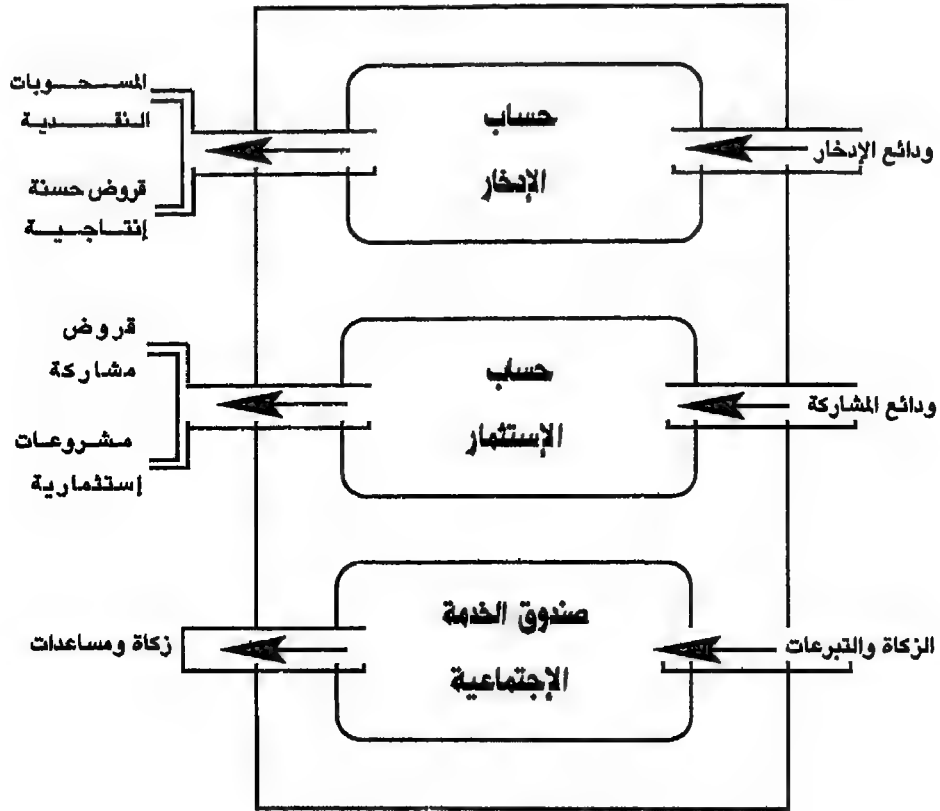 ودائع الإدخار
حساب
الإدخار
المسحوبات
النقدية
قروض حسنة
إنتاجية
ودائع المشاركة
حساب
الإستثمار
قروض
مشاركة
مشروعات
إستثمارية
الزكاة والتبرعات
صندوق الخدمة
الإجتماعية
زكاة ومساعدات